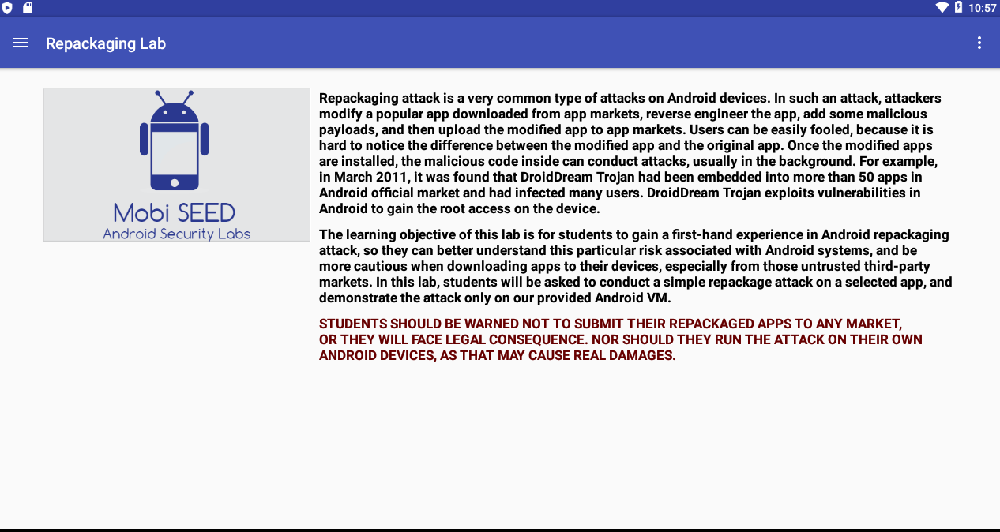 10:57
Repackaging Lab
Mobi SEED
Android Security Labs
Repackaging attack is a very common type of attacks on Android devices. In such an attack, attackers
modify a popular app downloaded from app markets, reverse engineer the app, add some malicious
payloads, and then upload the modified app to app markets. Users can be easily fooled, because it is
hard to notice the difference between the modified app and the original app. Once the modified apps
are installed, the malicious code inside can conduct attacks, usually in the background. For example,
in March 2011, it was found that DroidDream Trojan had been embedded into more than 50 apps in
Android official market and had infected many users. DroidDream Trojan exploits vulnerabilities in
Android to gain the root access on the device.
The learning objective of this lab is for students to gain a first-hand experience in Android repackaging
attack, so they can better understand this particular risk associated with Android systems, and be
more cautious when downloading apps to their devices, especially from those untrusted third-party
markets. In this lab, students will be asked to conduct a simple repackage attack on a selected app, and
demonstrate the attack only on our provided Android VM.
STUDENTS SHOULD BE WARNED NOT TO SUBMIT THEIR REPACKAGED APPS TO ANY MARKET,
OR THEY WILL FACE LEGAL CONSEQUENCE. NOR SHOULD THEY RUN THE ATTACK ON THEIR OWN
ANDROID DEVICES, AS THAT MAY CAUSE REAL DAMAGES.